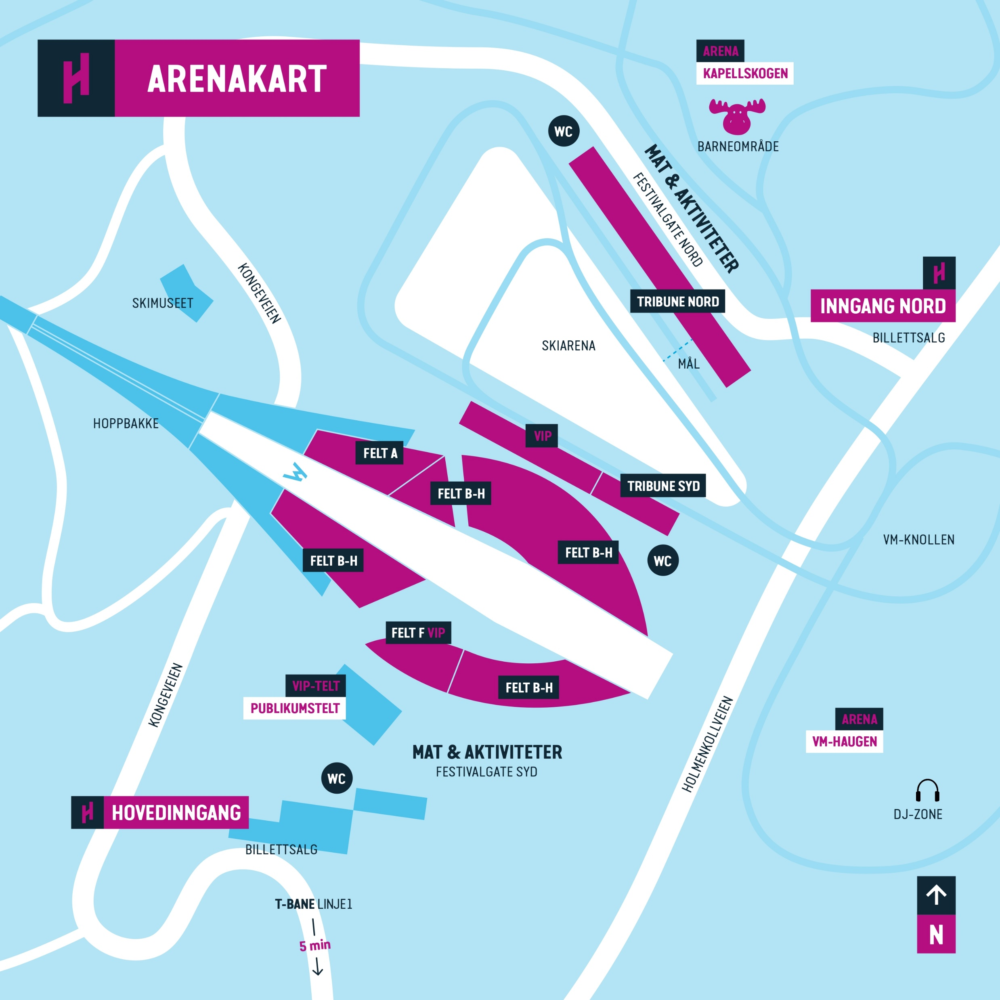 ARENAKART
ARENA
KAPELLSKOGEN
BARNEOMRÅDE
WC
MAT & AKTIVITETER
FESTIVALGATE NORD
KONGEVEIEN
SKIMUSEET
TRIBUNE NORD
INNGANG NORD
BILLETTSALG
SKIARENA
MÅL
HOPPBAKKE
VIP
FELT A
TRIBUNE SYD
FELT B-H
K
VM-KNOLLEN
FELT B-H
WC
FELT B-H
FELT F VIP
KONGEVEIEN
VIP-TELT
PUBLIKUMSTELT
FELT B-H
HOLMENKOLLVEIEN
ARENA
VM-HAUGEN
MAT & AKTIVITETER
FESTIVALGATE SYD
WC
HOVEDINNGANG
BILLETTSALG
DJ-ZONE
T-BANE LINJE 1
5 min
N